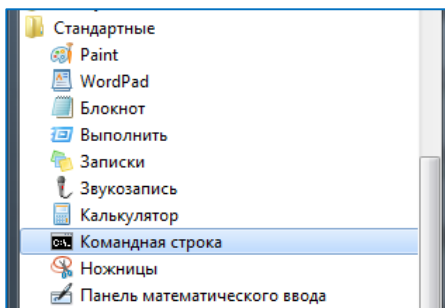 Стандартные
Paint
WordPad
Блокнот
Выполнить
Записки
Звукозапись
Калькулятор
Командная строка
Ножницы
Панель математического ввода